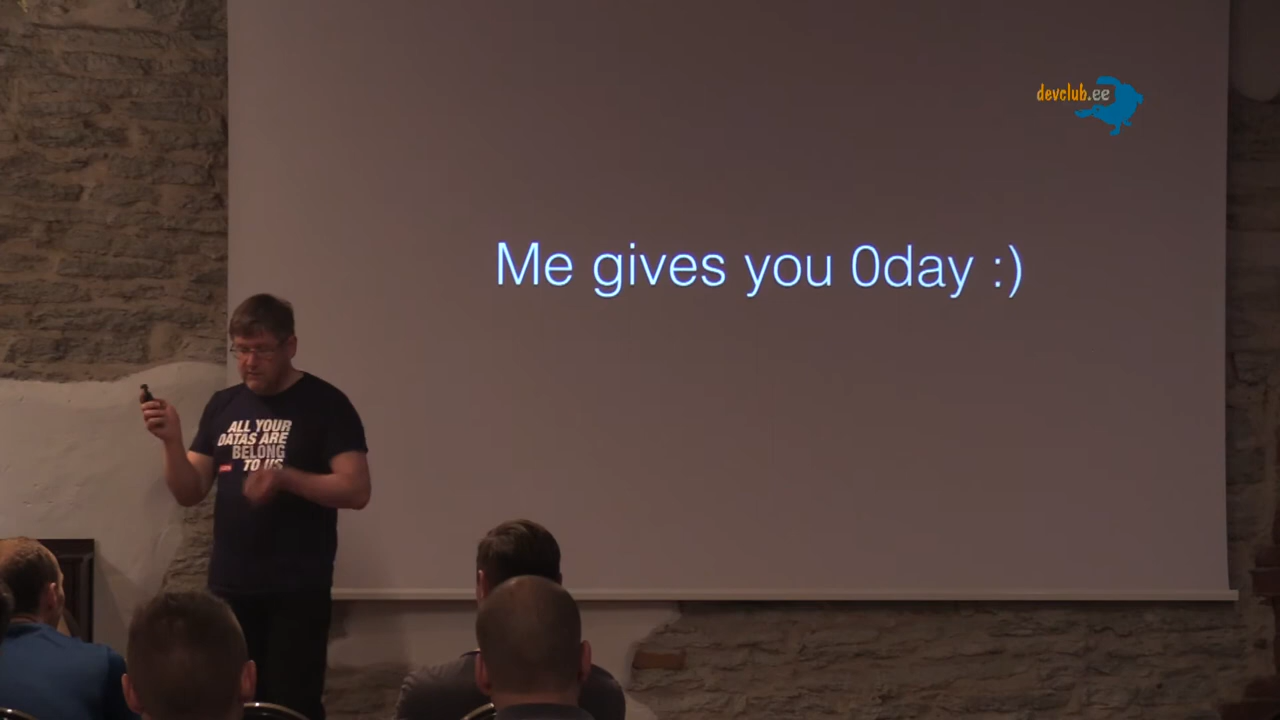 devclub.ee
Me gives you 0day :)
ALL YOUR
DATAS ARE
BELONG
TO US